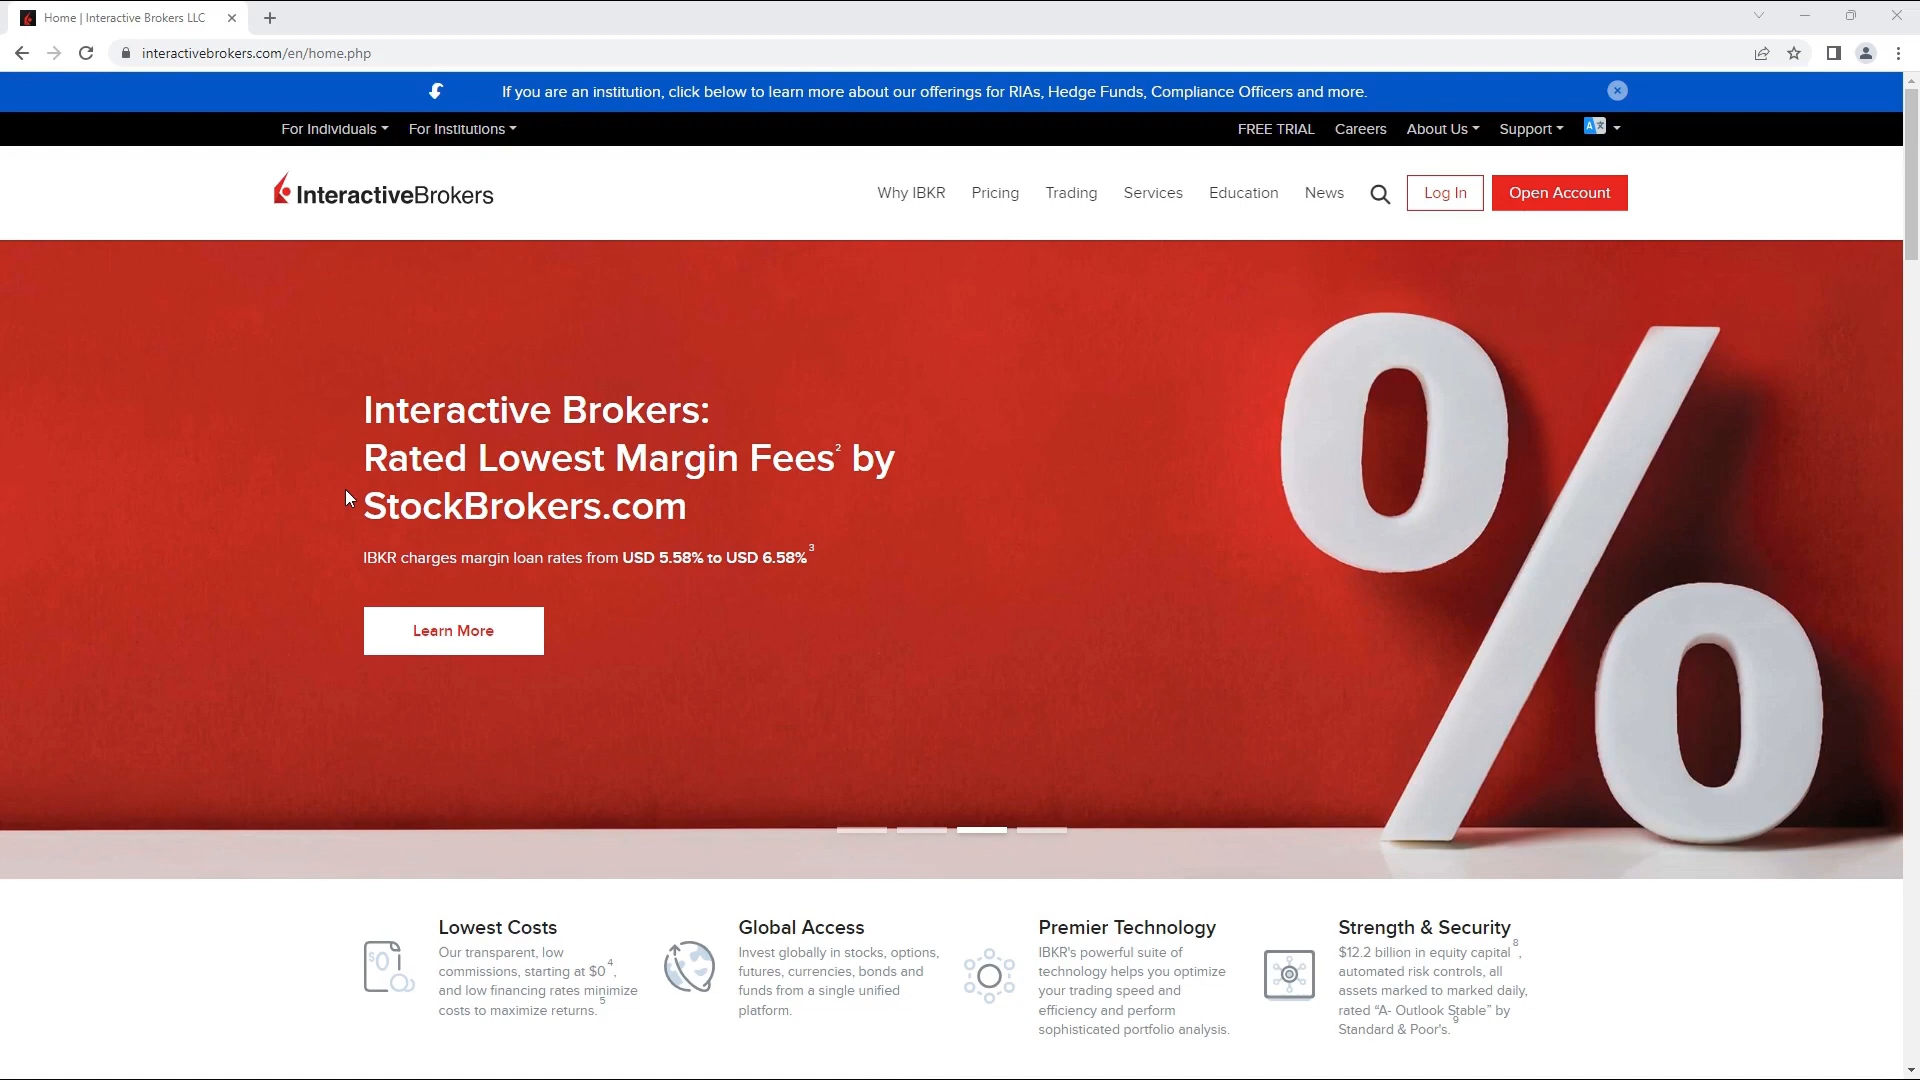 Home | Interactive Brokers LLC
interactivebrokers.com/en/home.php
If you are an institution, click below to learn more about our offerings for RIAs, Hedge Funds, Compliance Officers and more.
For Individuals For Institutions FREE TRIAL Careers About Us Support A 文
InteractiveBrokers Why IBKR Pricing Trading Services Education News Log In Open Account
Interactive Brokers:
Rated Lowest Margin Fees² by
StockBrokers.com
IBKR charges margin loan rates from USD 5.58% to USD 6.58%³
Learn More
%
Lowest Costs
$0
Our transparent, low
commissions, starting at $0⁴,
and low financing rates minimize
costs to maximize returns.⁵
Global Access
Invest globally in stocks, options,
futures, currencies, bonds and
funds from a single unified
platform.
Premier Technology
IBKR's powerful suite of
technology helps you optimize
your trading speed and
efficiency and perform
sophisticated portfolio analysis.
Strength & Security
$12.2 billion in equity capital⁸,
automated risk controls, all
assets marked to marked daily,
rated “A- Outlook Stable” by
Standard & Poor's.⁹